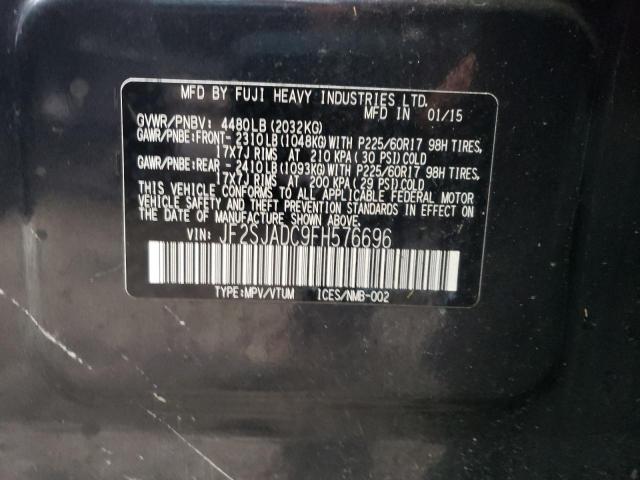 MFD BY FUJI HEAVY INDUSTRIES LTD.
MFD IN 01/15
GVWR/PNBV: 4480LB (2032KG)
GAWR/PNBE:FRONT- 2310LB(1048KG)WITH P225/60R17 98H TIRES,
17X7J RIMS AT 210 KPA ( 30 PSI)COLD
GAWR/PNBE:REAR - 2410LB(1093KG)WITH P225/60R17 98H TIRES,
17X7J RIMS AT 200 KPA ( 29 PSI)COLD
THIS VEHICLE CONFORMS TO ALL APPLICABLE FEDERAL MOTOR
VEHICLE SAFETY AND THEFT PREVENTION STANDARDS IN EFFECT ON
THE DATE OF MANUFACTURE SHOWN ABOVE.
VIN: JF2SJADC9FH576696
TYPE:MPV/VTUM ICES/NMB-002